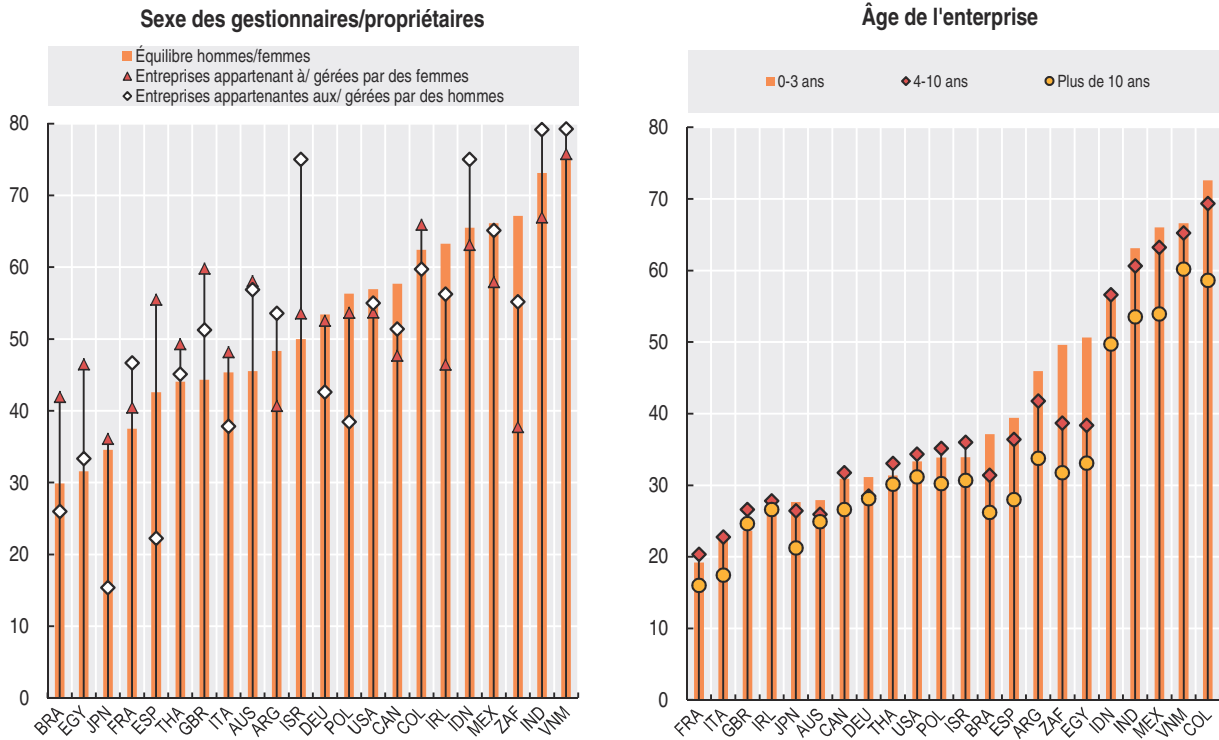 Sexe des gestionnaires/propriétaires
Équilibre hommes/femmes
Entreprises appartenant à/ gérées par des femmes
Entreprises appartenantes aux/ gérées par des hommes
80
70
60
50
40
30
20
10
0
BRA EGY JPN FRA ESP THA GBR ITA AUS ARG ISR DEU POL USA CAN COL IRL IDN MEX ZAF IND VNM
Âge de l'enterprise
0-3 ans 4-10 ans Plus de 10 ans
80
70
60
50
40
30
20
10
0
FRA ITA GBR IRL JPN AUS CAN DEU THA USA POL ISR BRA ESP ARG ZAF EGY IDN IND MEX VNM COL